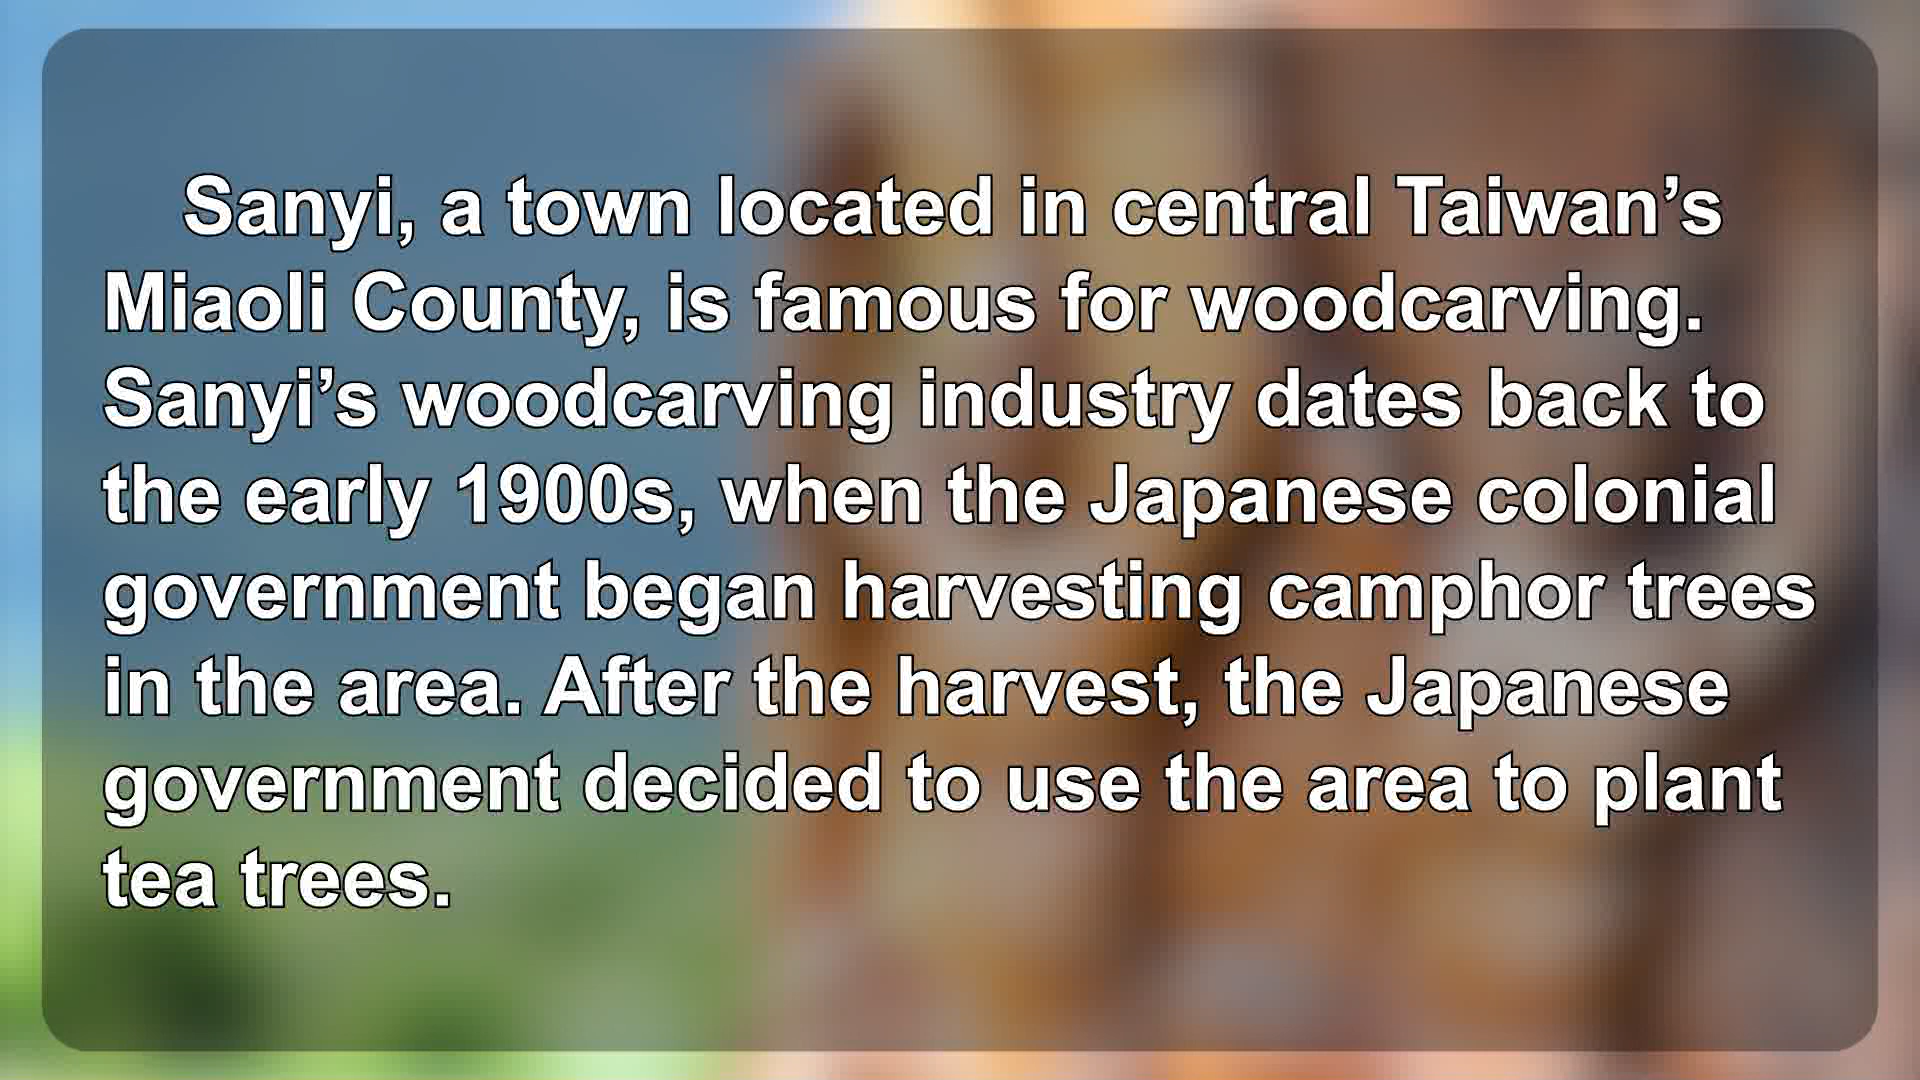 Sanyi, a town located in central Taiwan’s
Miaoli County, is famous for woodcarving.
Sanyi’s woodcarving industry dates back to
the early 1900s, when the Japanese colonial
government began harvesting camphor trees
in the area. After the harvest, the Japanese
government decided to use the area to plant
tea trees.